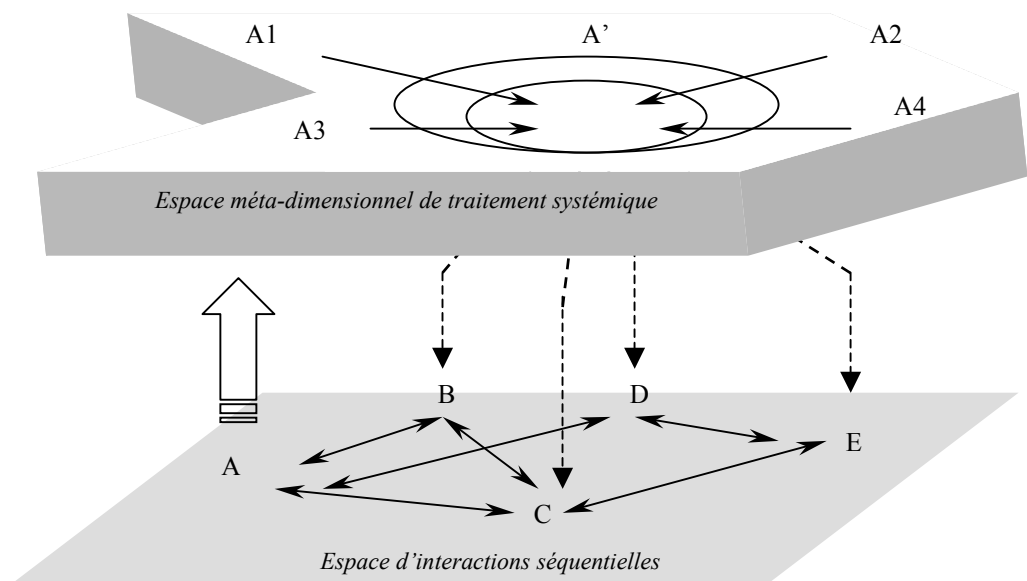 A1
A’
A2
A3
A4
Espace méta-dimensionnel de traitement systémique
B
D
A
E
C
Espace d’interactions séquentielles